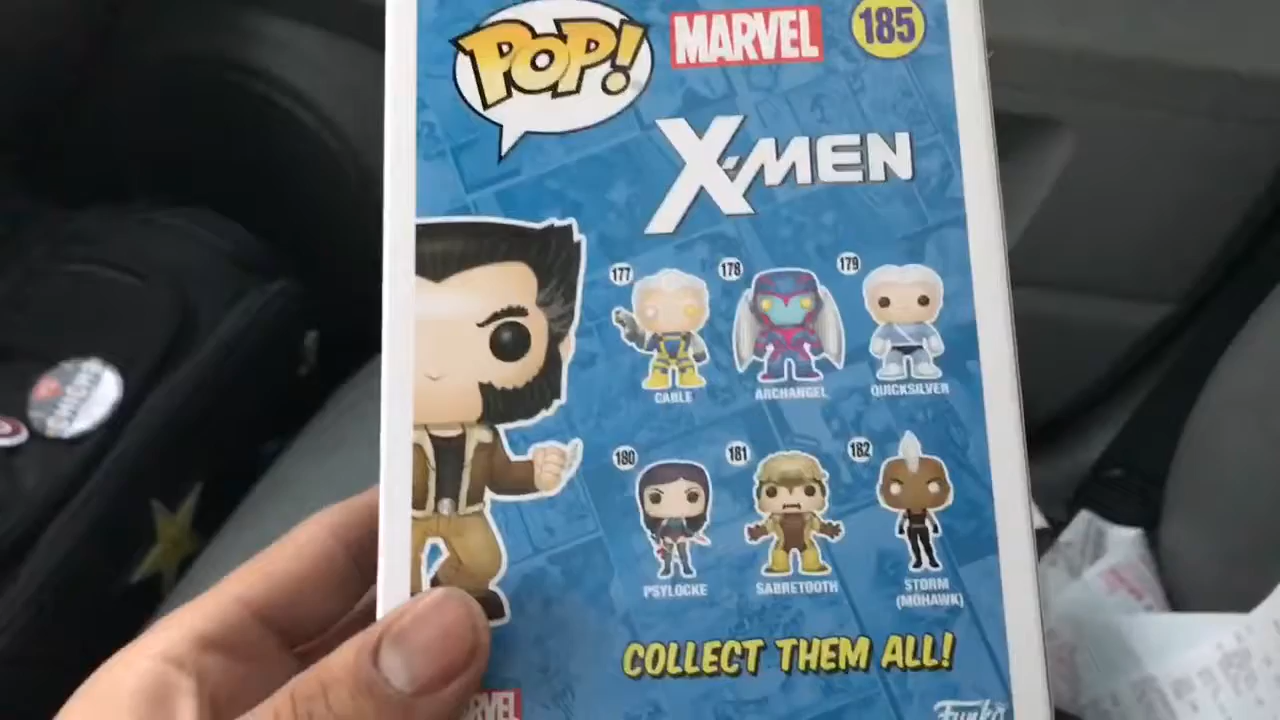 POP!
MARVEL
185
X-MEN
177
178
179
CABLE
ARCHANGEL
QUICKSILVER
180
181
182
PSYLOCKE
SABRETOOTH
STORM
(MOHAWK)
COLLECT THEM ALL!
Funko